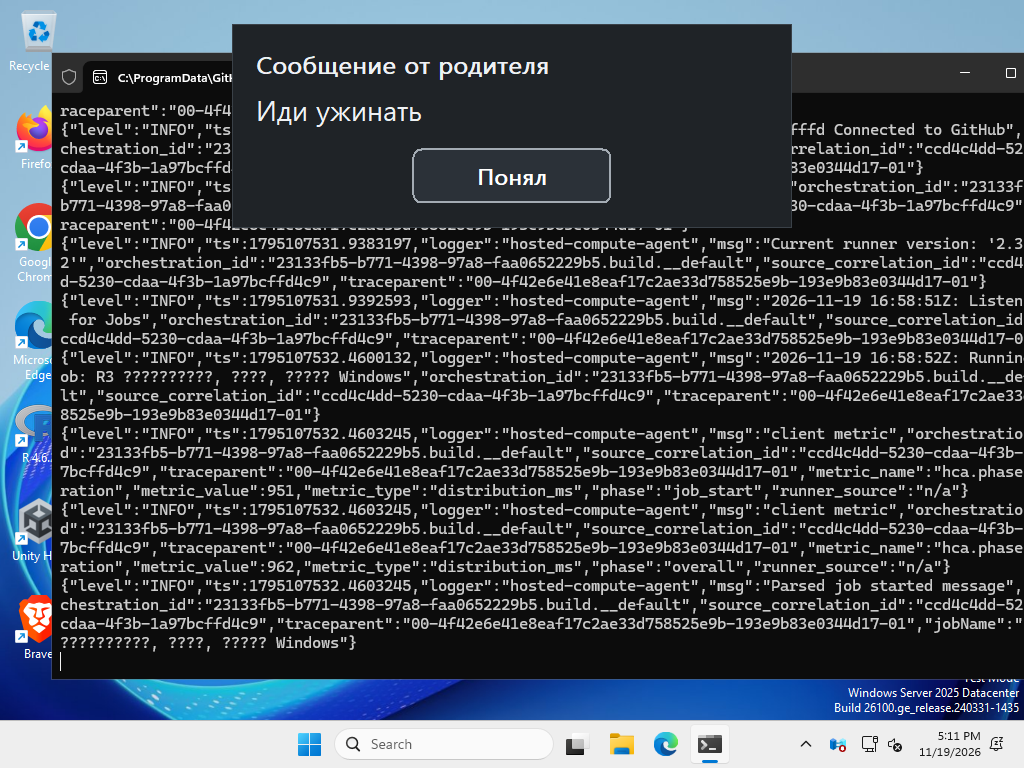 Recycle
Firefo
Google
Chrom
Micros
Edge
R 4.6.
Unity H
Brave
Сообщение от родителя
Иди ужинать
Понял
C:\ProgramData\GitH
raceparent":"00-4f4
{"level":"INFO","ts fffd Connected to GitHub",
chestration_id":"23 rrelation_id":"ccd4c4dd-52
cdaa-4f3b-1a97bcffd4c9" 83e0344d17-01"}
{"level":"INFO","ts "orchestration_id":"23133f
b771-4398-97a8-faa0 30-cdaa-4f3b-1a97bcffd4c9"
raceparent":"00-4f42e6e41e8eaf17c2ae33d758525e9b-193e9b83e0344d17-01"}
{"level":"INFO","ts":1795107531.9383197,"logger":"hosted-compute-agent","msg":"Current runner version: '2.3
2'","orchestration_id":"23133fb5-b771-4398-97a8-faa0652229b5.build.__default","source_correlation_id":"ccd4
d-5230-cdaa-4f3b-1a97bcffd4c9","traceparent":"00-4f42e6e41e8eaf17c2ae33d758525e9b-193e9b83e0344d17-01"}
{"level":"INFO","ts":1795107531.9392593,"logger":"hosted-compute-agent","msg":"2026-11-19 16:58:51Z: Listen
for Jobs","orchestration_id":"23133fb5-b771-4398-97a8-faa0652229b5.build.__default","source_correlation_id
ccd4c4dd-5230-cdaa-4f3b-1a97bcffd4c9","traceparent":"00-4f42e6e41e8eaf17c2ae33d758525e9b-193e9b83e0344d17-0
{"level":"INFO","ts":1795107532.4600132,"logger":"hosted-compute-agent","msg":"2026-11-19 16:58:52Z: Runnin
ob: R3 ??????????, ????, ????? Windows","orchestration_id":"23133fb5-b771-4398-97a8-faa0652229b5.build.__de
lt","source_correlation_id":"ccd4c4dd-5230-cdaa-4f3b-1a97bcffd4c9","traceparent":"00-4f42e6e41e8eaf17c2ae33
8525e9b-193e9b83e0344d17-01"}
{"level":"INFO","ts":1795107532.4603245,"logger":"hosted-compute-agent","msg":"client metric","orchestratio
d":"23133fb5-b771-4398-97a8-faa0652229b5.build.__default","source_correlation_id":"ccd4c4dd-5230-cdaa-4f3b-
7bcffd4c9","traceparent":"00-4f42e6e41e8eaf17c2ae33d758525e9b-193e9b83e0344d17-01","metric_name":"hca.phase
ration","metric_value":951,"metric_type":"distribution_ms","phase":"job_start","runner_source":"n/a"}
{"level":"INFO","ts":1795107532.4603245,"logger":"hosted-compute-agent","msg":"client metric","orchestratio
d":"23133fb5-b771-4398-97a8-faa0652229b5.build.__default","source_correlation_id":"ccd4c4dd-5230-cdaa-4f3b-
7bcffd4c9","traceparent":"00-4f42e6e41e8eaf17c2ae33d758525e9b-193e9b83e0344d17-01","metric_name":"hca.phase
ration","metric_value":962,"metric_type":"distribution_ms","phase":"overall","runner_source":"n/a"}
{"level":"INFO","ts":1795107532.4603245,"logger":"hosted-compute-agent","msg":"Parsed job started message",
chestration_id":"23133fb5-b771-4398-97a8-faa0652229b5.build.__default","source_correlation_id":"ccd4c4dd-52
cdaa-4f3b-1a97bcffd4c9","traceparent":"00-4f42e6e41e8eaf17c2ae33d758525e9b-193e9b83e0344d17-01","jobName":"
??????????, ????, ????? Windows"}
Test Mode
Windows Server 2025 Datacenter
Build 26100.ge_release.240331-1435
Search
5:11 PM
11/19/2026